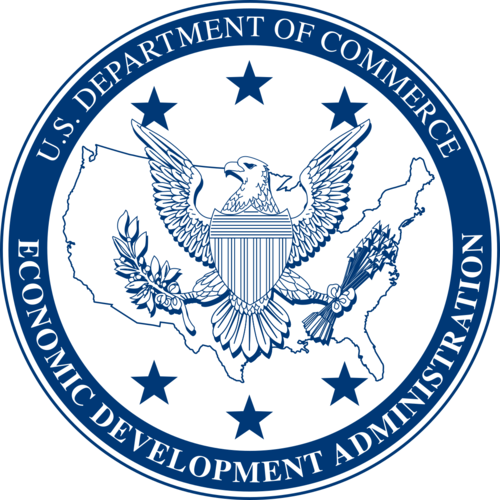 U.S. DEPARTMENT OF COMMERCE
ECONOMIC DEVELOPMENT ADMINISTRATION